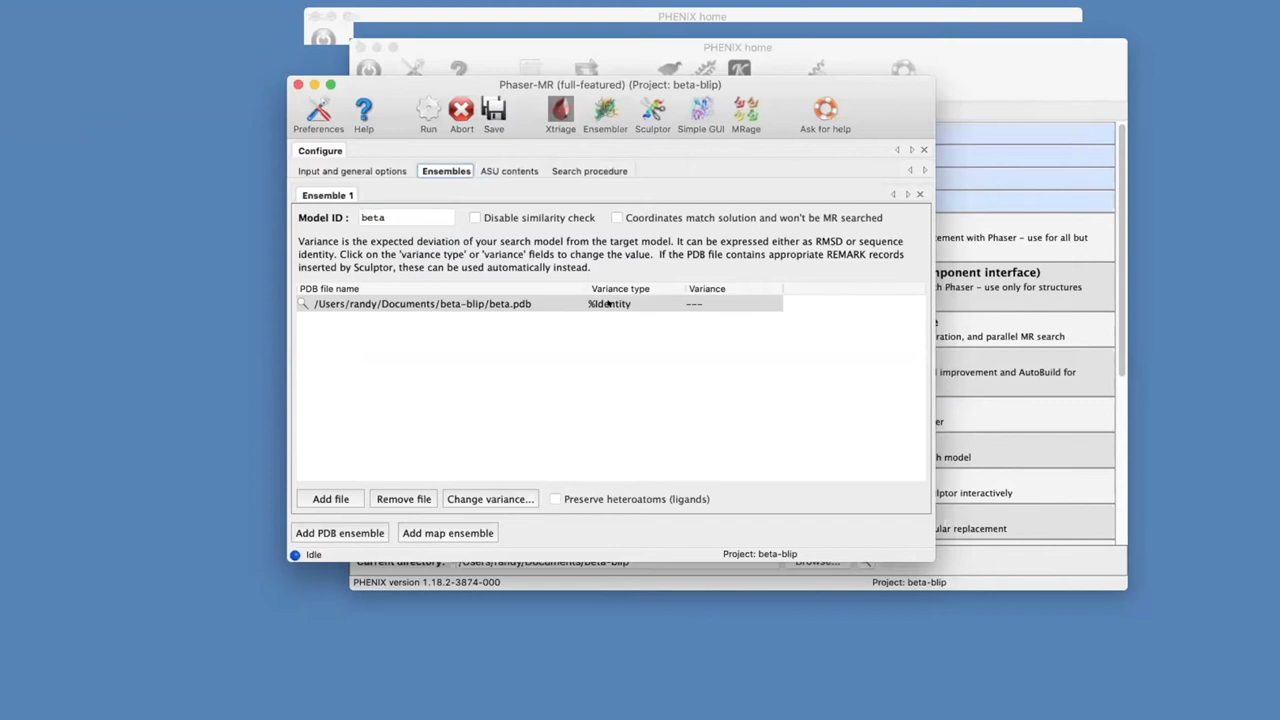 PHENIX home
PHENIX home
Phaser-MR (full-featured) (Project: beta-blip)
Preferences Help Run Abort Save Xtriage Ensembler Sculptor Simple GUI MRage Ask for help
Configure
Input and general options Ensembles ASU contents Search procedure
Ensemble 1
Model ID : beta Disable similarity check Coordinates match solution and won't be MR searched
Variance is the expected deviation of your search model from the target model. It can be expressed either as RMSD or sequence
identity. Click on the 'variance type' or 'variance' fields to change the value. If the PDB file contains appropriate REMARK records
inserted by Sculptor, these can be used automatically instead.
PDB file name Variance type Variance
/Users/randy/Documents/beta-blip/beta.pdb %Identity ---
Add file Remove file Change variance... Preserve heteroatoms (ligands)
Add PDB ensemble Add map ensemble
Idle Project: beta-blip
ement with Phaser - use for all but
ponent interface)
h Phaser - use only for structures
ration, and parallel MR search
l improvement and AutoBuild for
er
h model
lptor interactively
ular replacement
Current directory: /Users/randy/Documents/beta-blip Browse...
PHENIX version 1.18.2-3874-000 Project: beta-blip